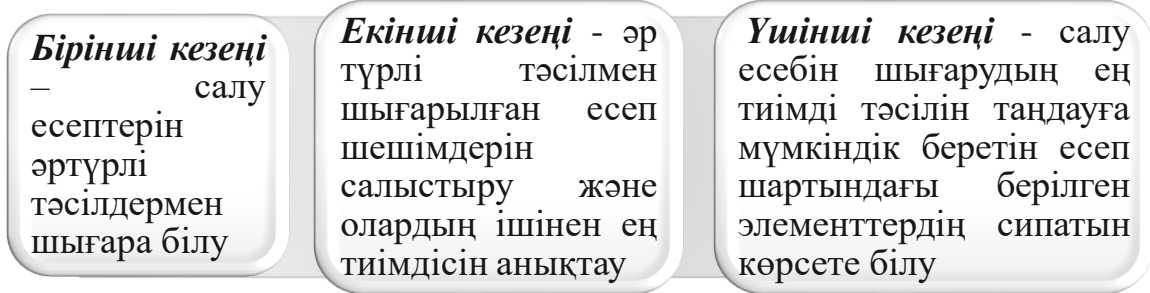 Бірінші кезеңі
– салу
есептерін
әртүрлі
тәсілдермен
шығара білу
Екінші кезеңі - әр
түрлі тәсілмен
шығарылған есеп
шешімдерін
салыстыру және
олардың ішінен ең
тиімдісін анықтау
Үшінші кезеңі - салу
есебін шығарудың ең
тиімді тәсілін таңдауға
мүмкіндік беретін есеп
шартындағы берілген
элементтердің сипатын
көрсете білу